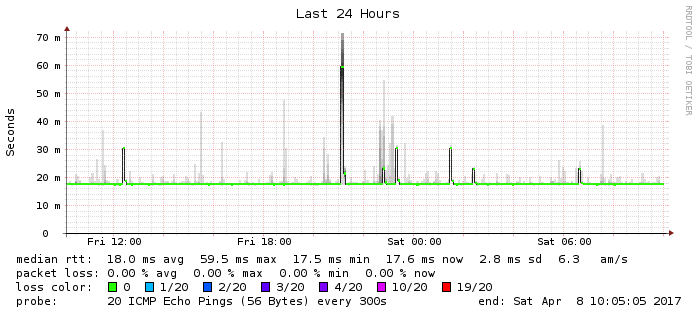 Last 24 Hours
RRDTOOL / TOBI OETIKER
Seconds
70 m
60 m
50 m
40 m
30 m
20 m
10 m
0
Fri 12:00 Fri 18:00 Sat 00:00 Sat 06:00
median rtt: 18.0 ms avg 59.5 ms max 17.5 ms min 17.6 ms now 2.8 ms sd 6.3 am/s
packet loss: 0.00 % avg 0.00 % max 0.00 % min 0.00 % now
loss color: 0 1/20 2/20 3/20 4/20 10/20 19/20
probe: 20 ICMP Echo Pings (56 Bytes) every 300s end: Sat Apr 8 10:05:05 2017